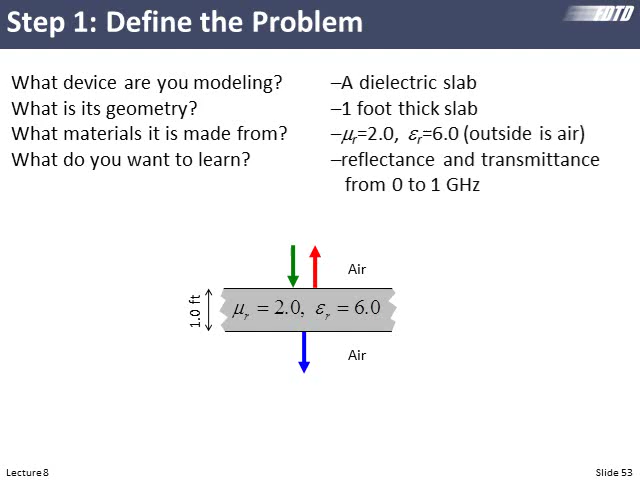 Step 1: Define the Problem
FDTD
What device are you modeling? –A dielectric slab
What is its geometry? –1 foot thick slab
What materials it is made from? –μr=2.0, εr=6.0 (outside is air)
What do you want to learn? –reflectance and transmittance
from 0 to 1 GHz
Air
1.0 ft
μr = 2.0, εr = 6.0
Air
Lecture 8
Slide 53